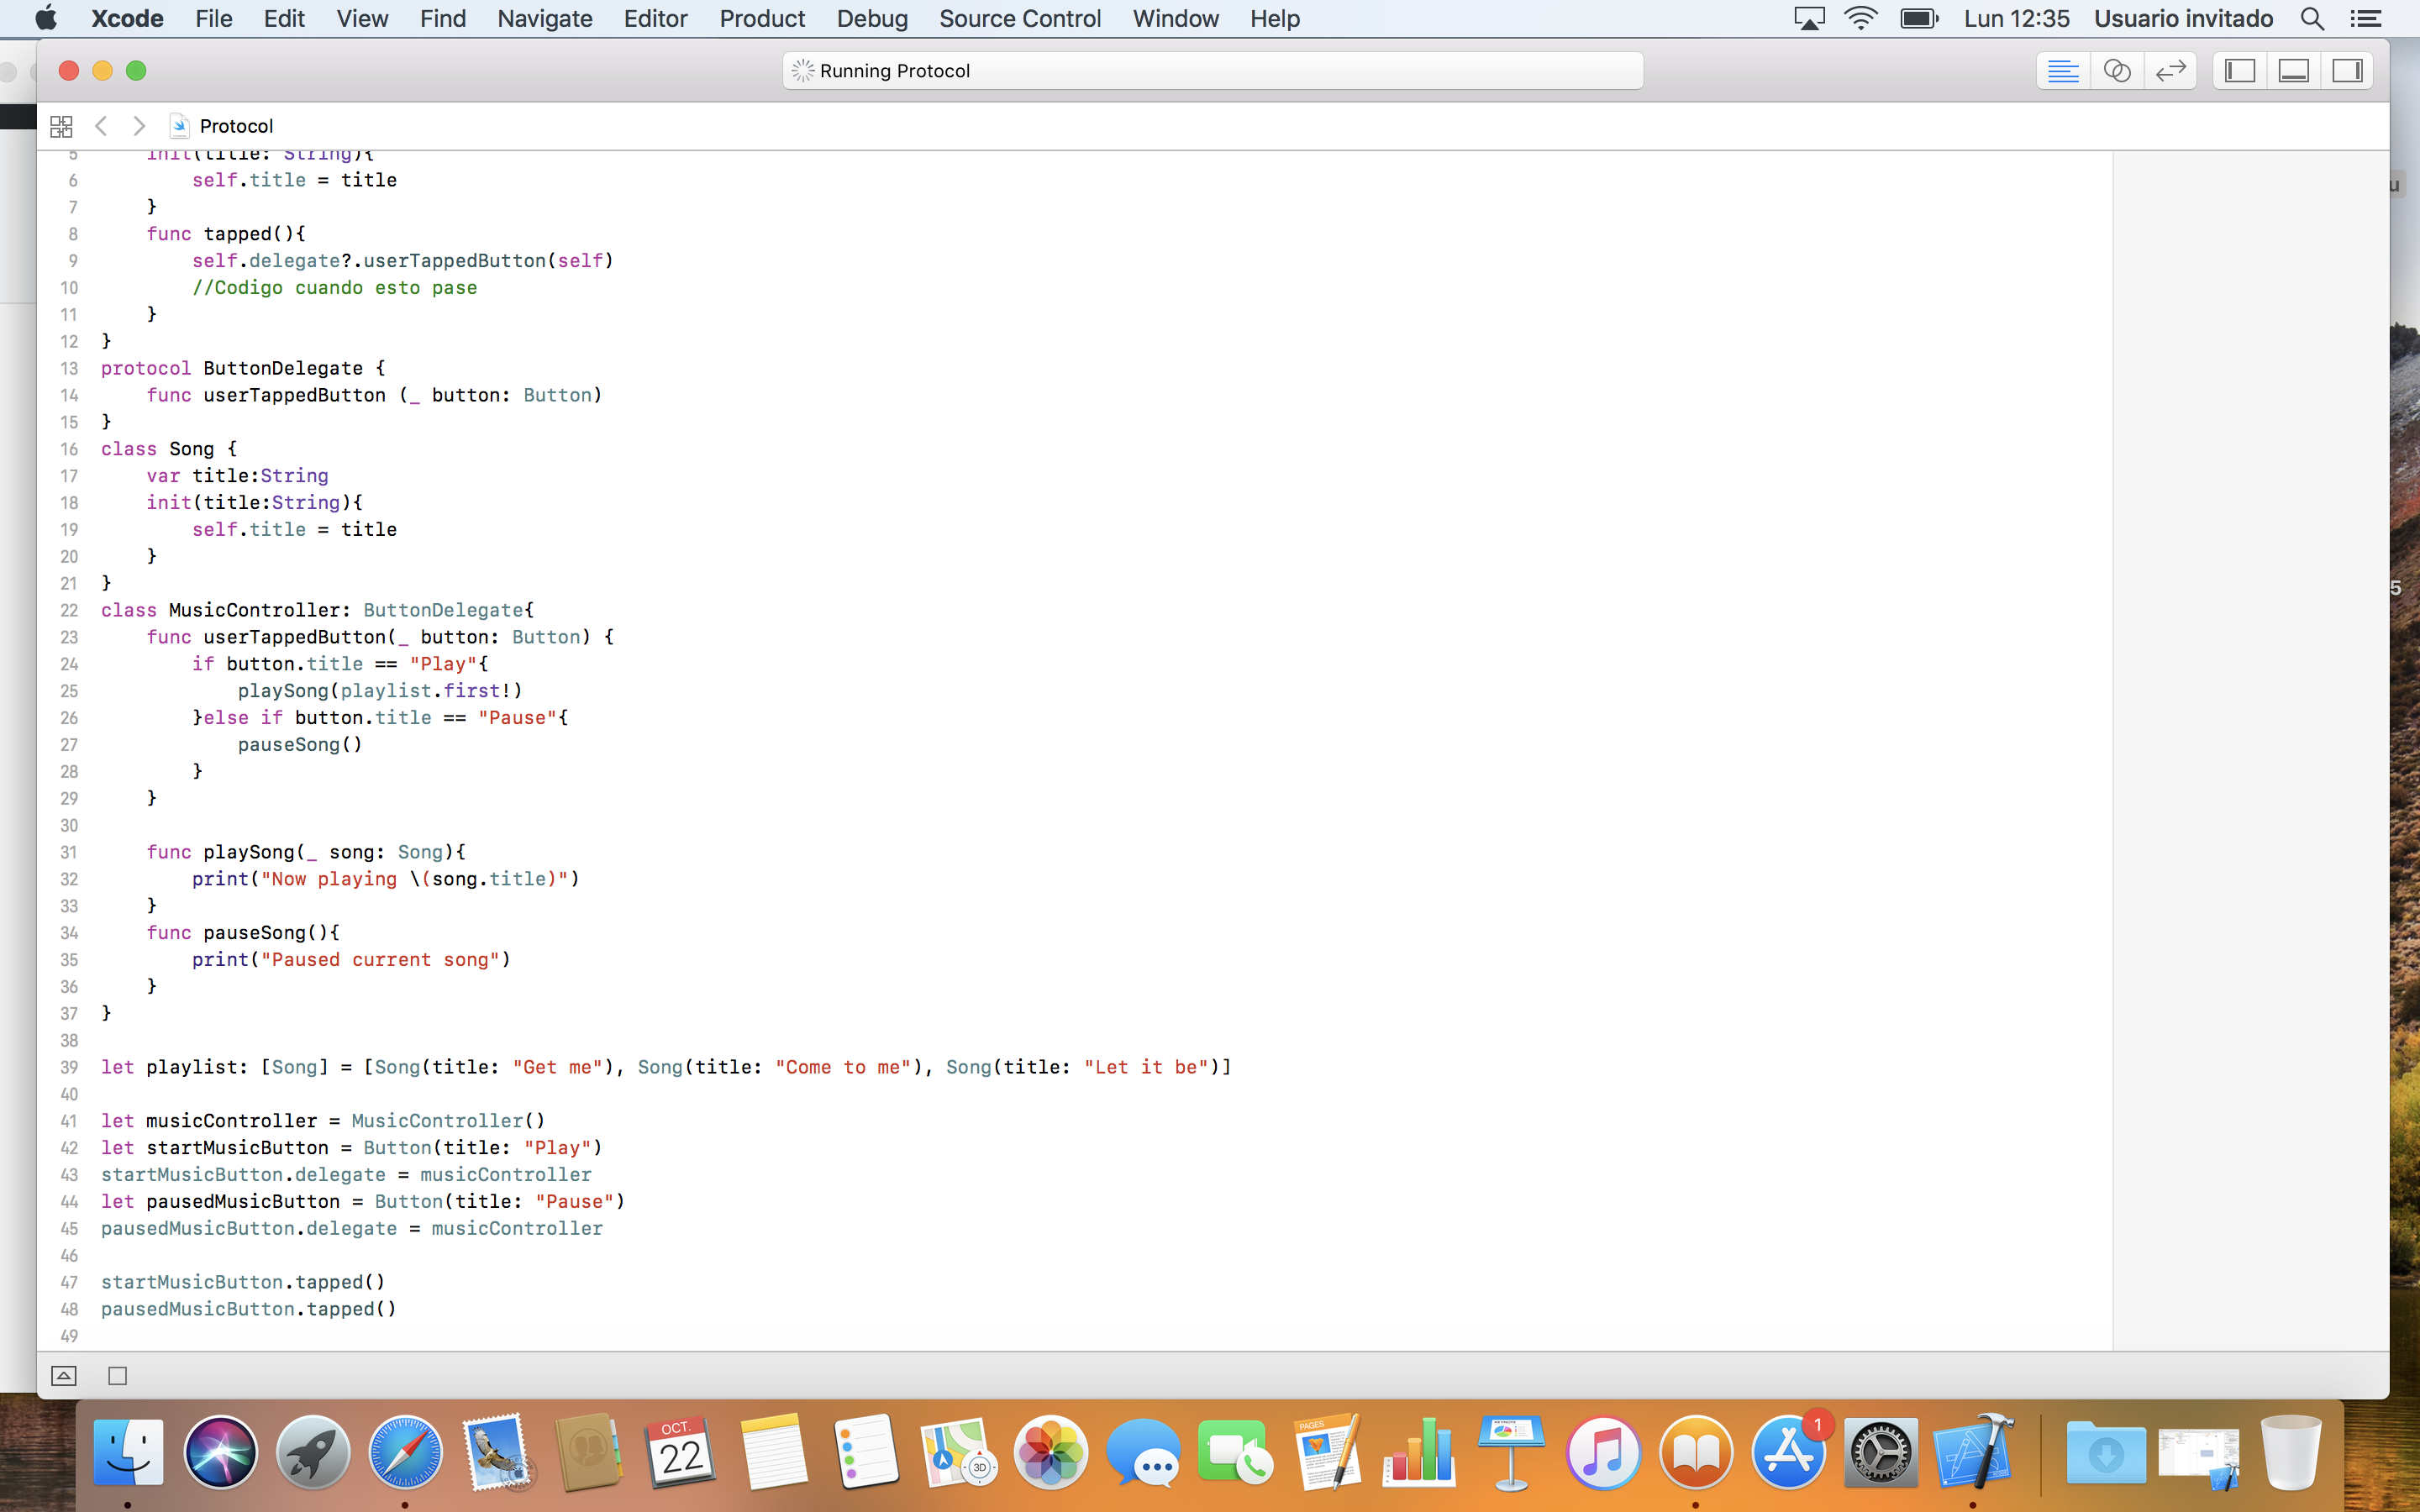 Xcode File Edit View Find Navigate Editor Product Debug Source Control Window Help Lun 12:35 Usuario invitado
Running Protocol
Protocol
5 init(title: String){
6 self.title = title
7 }
8 func tapped(){
9 self.delegate?.userTappedButton(self)
10 //Codigo cuando esto pase
11 }
12 }
13 protocol ButtonDelegate {
14 func userTappedButton (_ button: Button)
15 }
16 class Song {
17 var title:String
18 init(title:String){
19 self.title = title
20 }
21 }
22 class MusicController: ButtonDelegate{
23 func userTappedButton(_ button: Button) {
24 if button.title == "Play"{
25 playSong(playlist.first!)
26 }else if button.title == "Pause"{
27 pauseSong()
28 }
29 }
30
31 func playSong(_ song: Song){
32 print("Now playing \(song.title)")
33 }
34 func pauseSong(){
35 print("Paused current song")
36 }
37 }
38
39 let playlist: [Song] = [Song(title: "Get me"), Song(title: "Come to me"), Song(title: "Let it be")]
40
41 let musicController = MusicController()
42 let startMusicButton = Button(title: "Play")
43 startMusicButton.delegate = musicController
44 let pausedMusicButton = Button(title: "Pause")
45 pausedMusicButton.delegate = musicController
46
47 startMusicButton.tapped()
48 pausedMusicButton.tapped()
49
u
5
OCT.
22
3D
PAGES
KEYNOTE
1